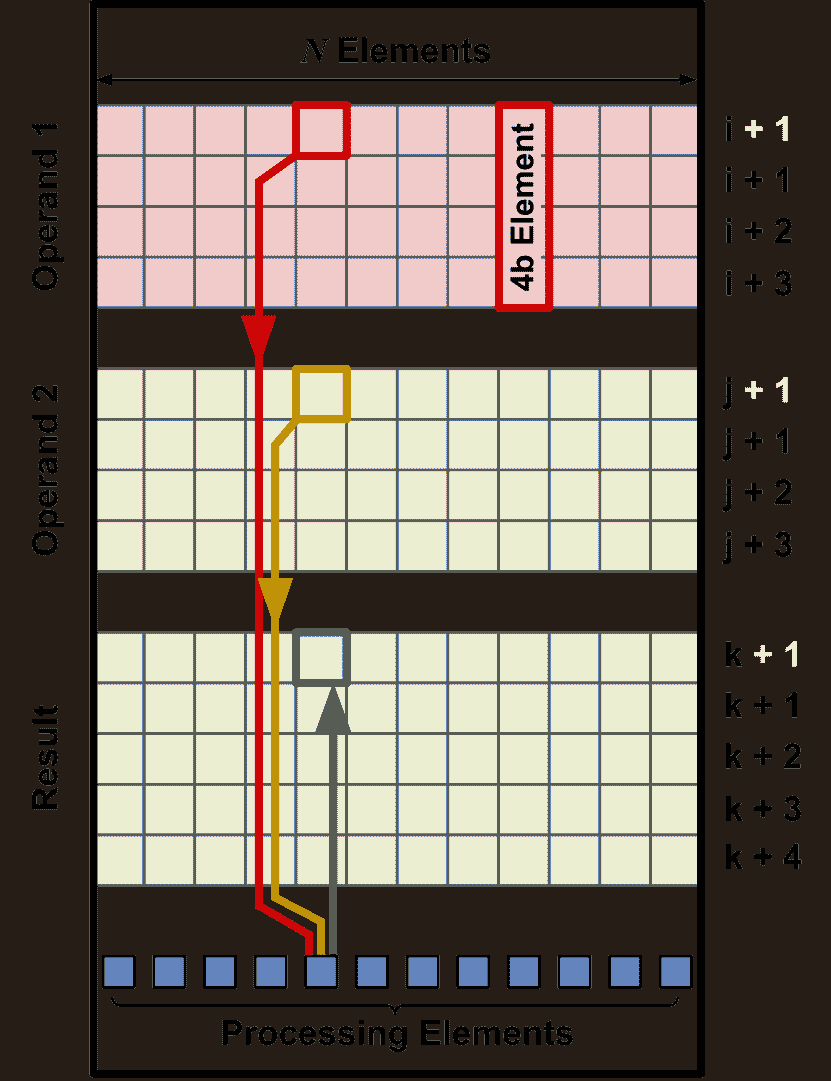 N Elements
Operand 1
4b Element
i + 1
i + 1
i + 2
i + 3
Operand 2
j + 1
j + 1
j + 2
j + 3
Result
k + 1
k + 1
k + 2
k + 3
k + 4
Processing Elements